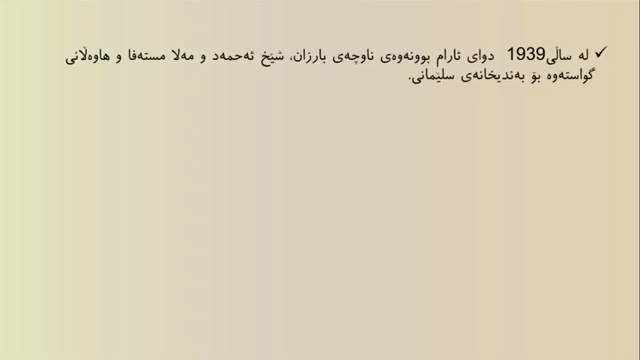 ✓ لە ساڵی1939 دوای ئارام بوونەوەی ناوچەی بارزان، شێخ ئەحمەد و مەلا مستەفا و هاوەڵانی
گواستەوە بۆ بەندیخانەی سلێمانی.